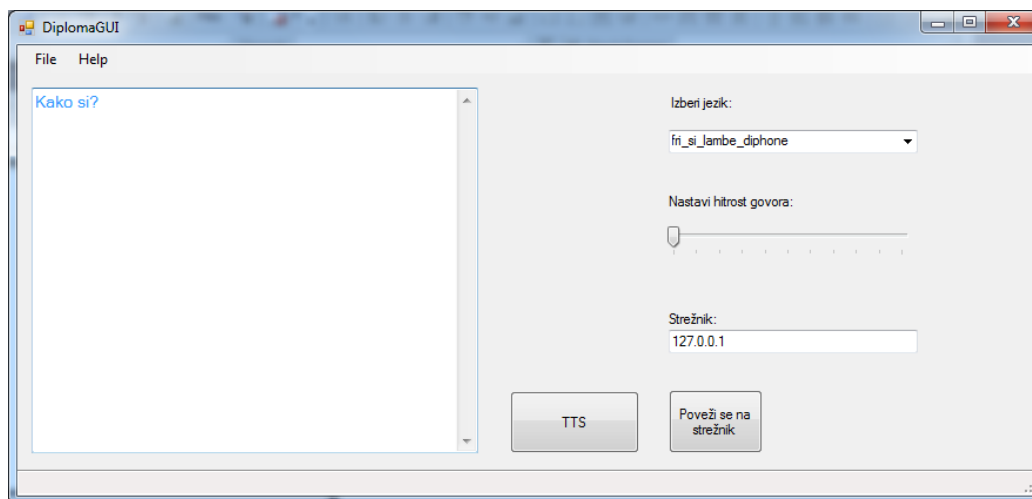 DiplomaGUI
File Help
Kako si?
Izberi jezik:
fri_si_lambe_diphone
Nastavi hitrost govora:
Strežnik:
127.0.0.1
TTS
Poveži se na
strežnik